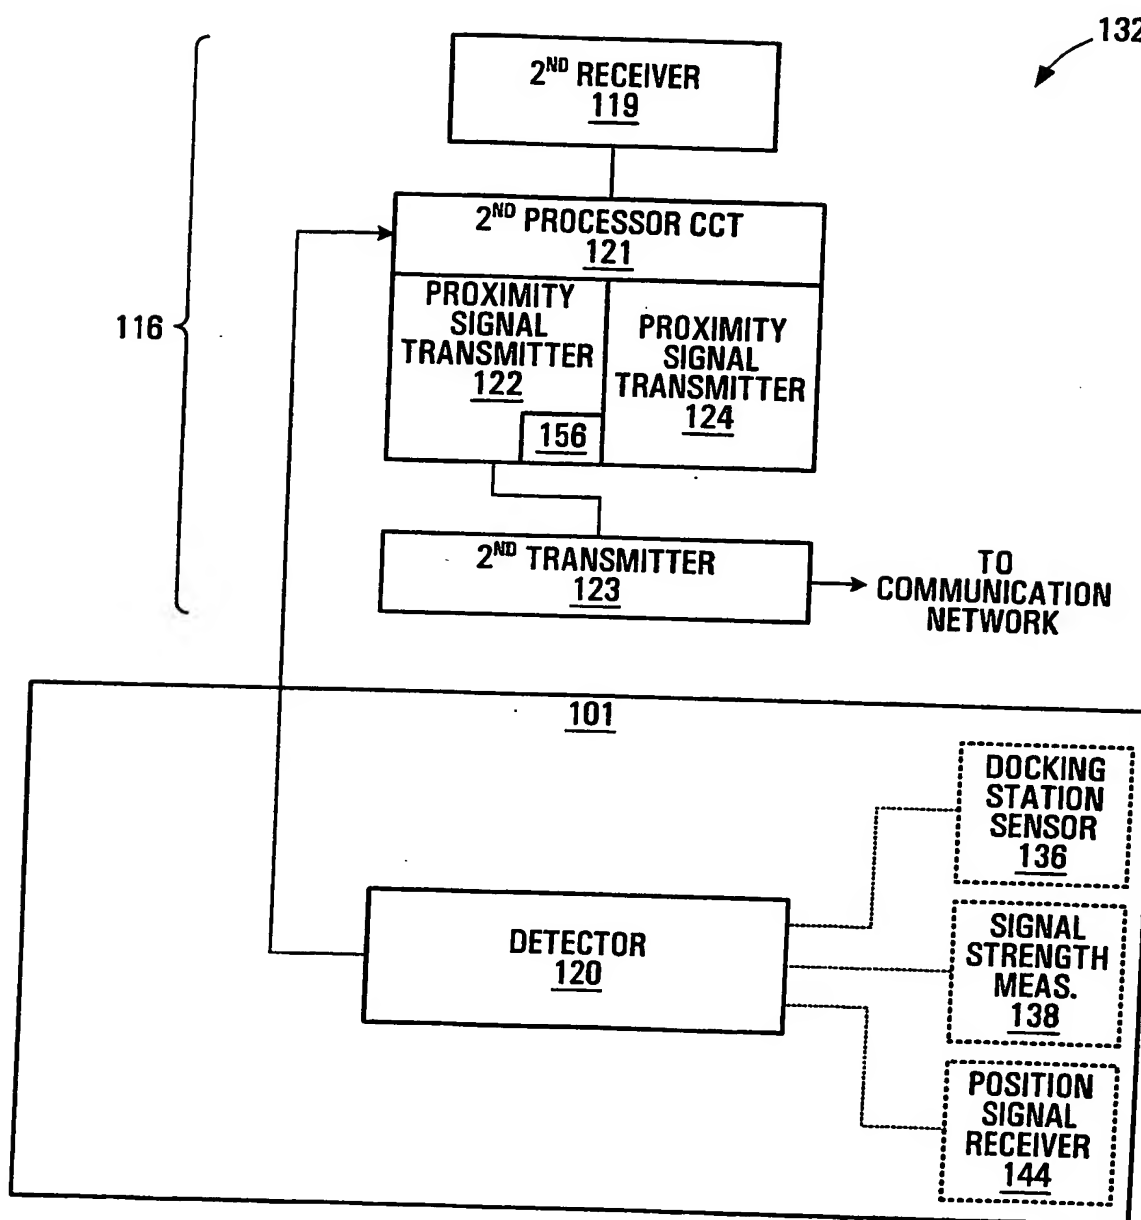 132
2ND RECEIVER
119
2ND PROCESSOR CCT
121
116
PROXIMITY
SIGNAL
TRANSMITTER
122
156
PROXIMITY
SIGNAL
TRANSMITTER
124
2ND TRANSMITTER
123
TO
COMMUNICATION
NETWORK
101
DOCKING
STATION
SENSOR
136
DETECTOR
120
SIGNAL
STRENGTH
MEAS.
138
POSITION
SIGNAL
RECEIVER
144